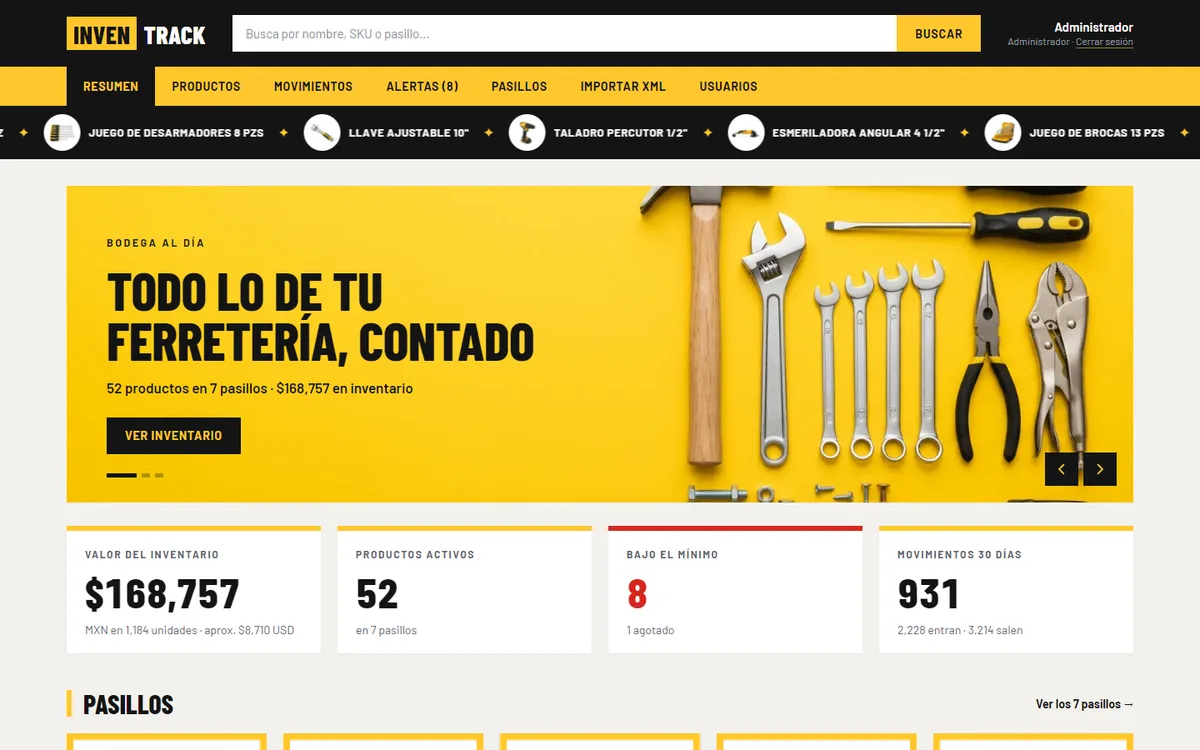 INVEN TRACK
Busca por nombre, SKU o pasillo...
BUSCAR
Administrador
Administrador · Cerrar sesión
RESUMEN
PRODUCTOS
MOVIMIENTOS
ALERTAS (8)
PASILLOS
IMPORTAR XML
USUARIOS
Z ✦ JUEGO DE DESARMADORES 8 PZS ✦ LLAVE AJUSTABLE 10" ✦ TALADRO PERCUTOR 1/2" ✦ ESMERILADORA ANGULAR 4 1/2" ✦ JUEGO DE BROCAS 13 PZS ✦
BODEGA AL DÍA
TODO LO DE TU
FERRETERÍA, CONTADO
52 productos en 7 pasillos · $168,757 en inventario
VER INVENTARIO
VALOR DEL INVENTARIO
$168,757
MXN en 1,184 unidades · aprox. $8,710 USD
PRODUCTOS ACTIVOS
52
en 7 pasillos
BAJO EL MÍNIMO
8
1 agotado
MOVIMIENTOS 30 DÍAS
931
2,228 entran · 3,214 salen
PASILLOS
Ver los 7 pasillos →